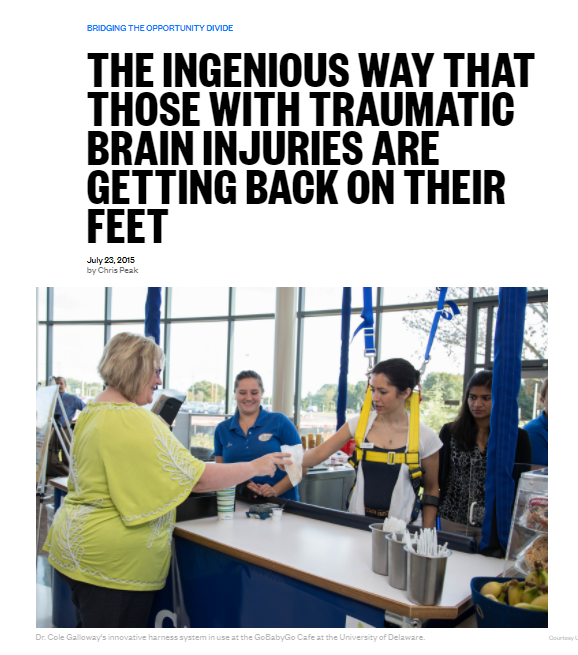 BRIDGING THE OPPORTUNITY DIVIDE
THE INGENIOUS WAY THAT
THOSE WITH TRAUMATIC
BRAIN INJURIES ARE
GETTING BACK ON THEIR
FEET
July 23, 2015
by Chris Peak
Dr. Cole Galloway's innovative harness system in use at the GoBabyGo Cafe at the University of Delaware.
Courtesy U